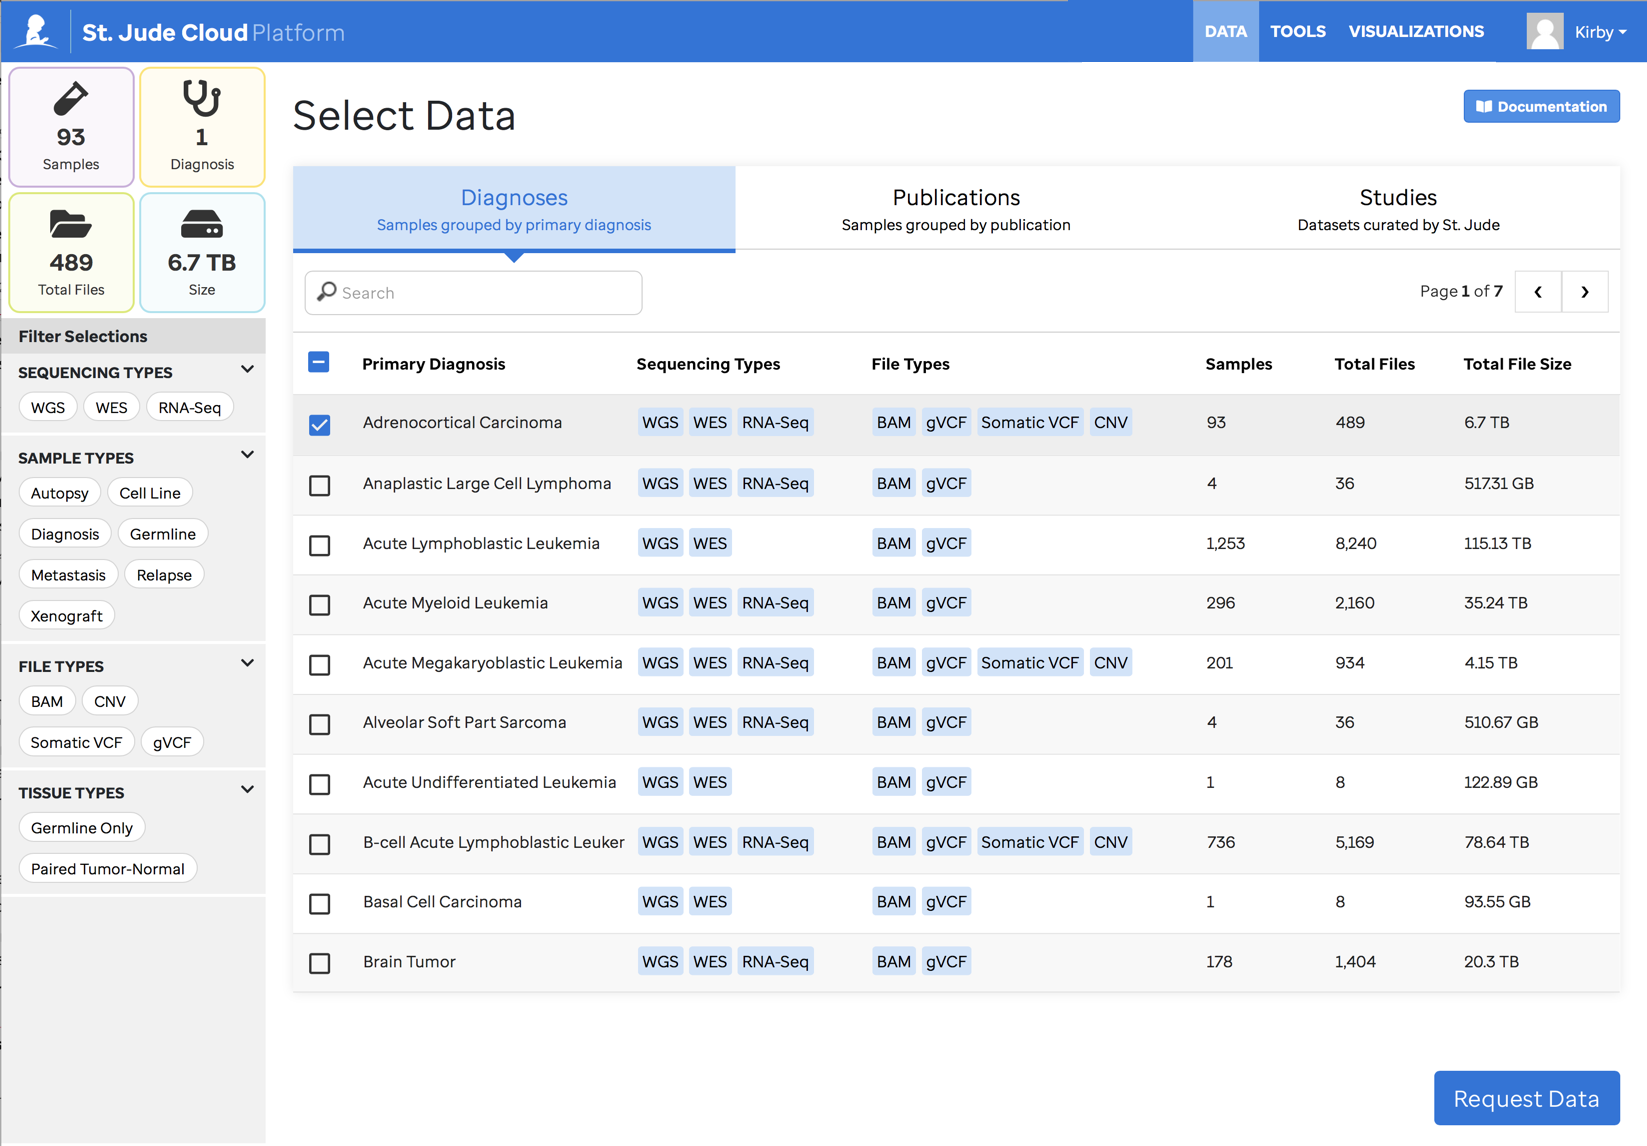 St. Jude Cloud Platform
DATA TOOLS VISUALIZATIONS Kirby
93
Samples
1
Diagnosis
489
Total Files
6.7 TB
Size
Filter Selections
SEQUENCING TYPES
WGS WES RNA-Seq
SAMPLE TYPES
Autopsy Cell Line
Diagnosis Germline
Metastasis Relapse
Xenograft
FILE TYPES
BAM CNV
Somatic VCF gVCF
TISSUE TYPES
Germline Only
Paired Tumor-Normal
Select Data
Documentation
Diagnoses
Samples grouped by primary diagnosis
Publications
Samples grouped by publication
Studies
Datasets curated by St. Jude
Search
Page 1 of 7
Primary Diagnosis Sequencing Types File Types Samples Total Files Total File Size
Adrenocortical Carcinoma WGS WES RNA-Seq BAM gVCF Somatic VCF CNV 93 489 6.7 TB
Anaplastic Large Cell Lymphoma WGS WES RNA-Seq BAM gVCF 4 36 517.31 GB
Acute Lymphoblastic Leukemia WGS WES BAM gVCF 1,253 8,240 115.13 TB
Acute Myeloid Leukemia WGS WES RNA-Seq BAM gVCF 296 2,160 35.24 TB
Acute Megakaryoblastic Leukemia WGS WES RNA-Seq BAM gVCF Somatic VCF CNV 201 934 4.15 TB
Alveolar Soft Part Sarcoma WGS WES RNA-Seq BAM gVCF 4 36 510.67 GB
Acute Undifferentiated Leukemia WGS WES BAM gVCF 1 8 122.89 GB
B-cell Acute Lymphoblastic Leuker WGS WES RNA-Seq BAM gVCF Somatic VCF CNV 736 5,169 78.64 TB
Basal Cell Carcinoma WGS WES BAM gVCF 1 8 93.55 GB
Brain Tumor WGS WES RNA-Seq BAM gVCF 178 1,404 20.3 TB
Request Data